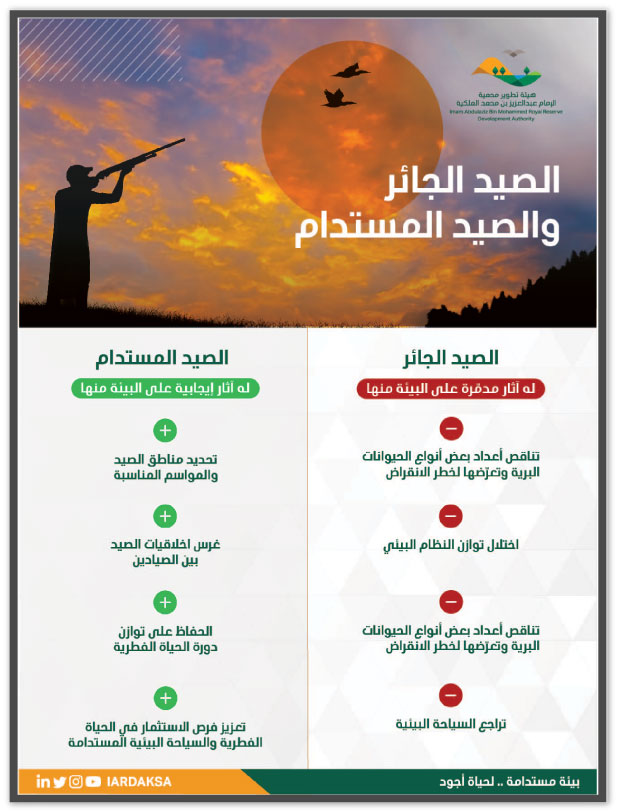 هيئة تطوير محمية
الإمام عبدالعزيز بن محمد الملكية
Imam Abdulaziz Bin Mohammed Royal Reserve
Development Authority
الصيد الجائر
والصيد المستدام
الصيد الجائر
له آثار مدمّرة على البيئة منها
تناقص أعداد بعض أنواع الحيوانات
البرية وتعرّضها لخطر الانقراض
اختلال توازن النظام البيئي
تناقص أعداد بعض أنواع الحيوانات
البرية وتعرّضها لخطر الانقراض
تراجع السياحة البيئية
الصيد المستدام
له آثار إيجابية على البيئة منها
تحديد مناطق الصيد
والمواسم المناسبة
غرس اخلاقيات الصيد
بين الصيادين
الحفاظ على توازن
دورة الحياة الفطرية
تعزيز فرص الاستثمار في الحياة
الفطرية والسياحة البيئية المستدامة
بيئة مستدامة .. لحياة أجود
IARDAKSA